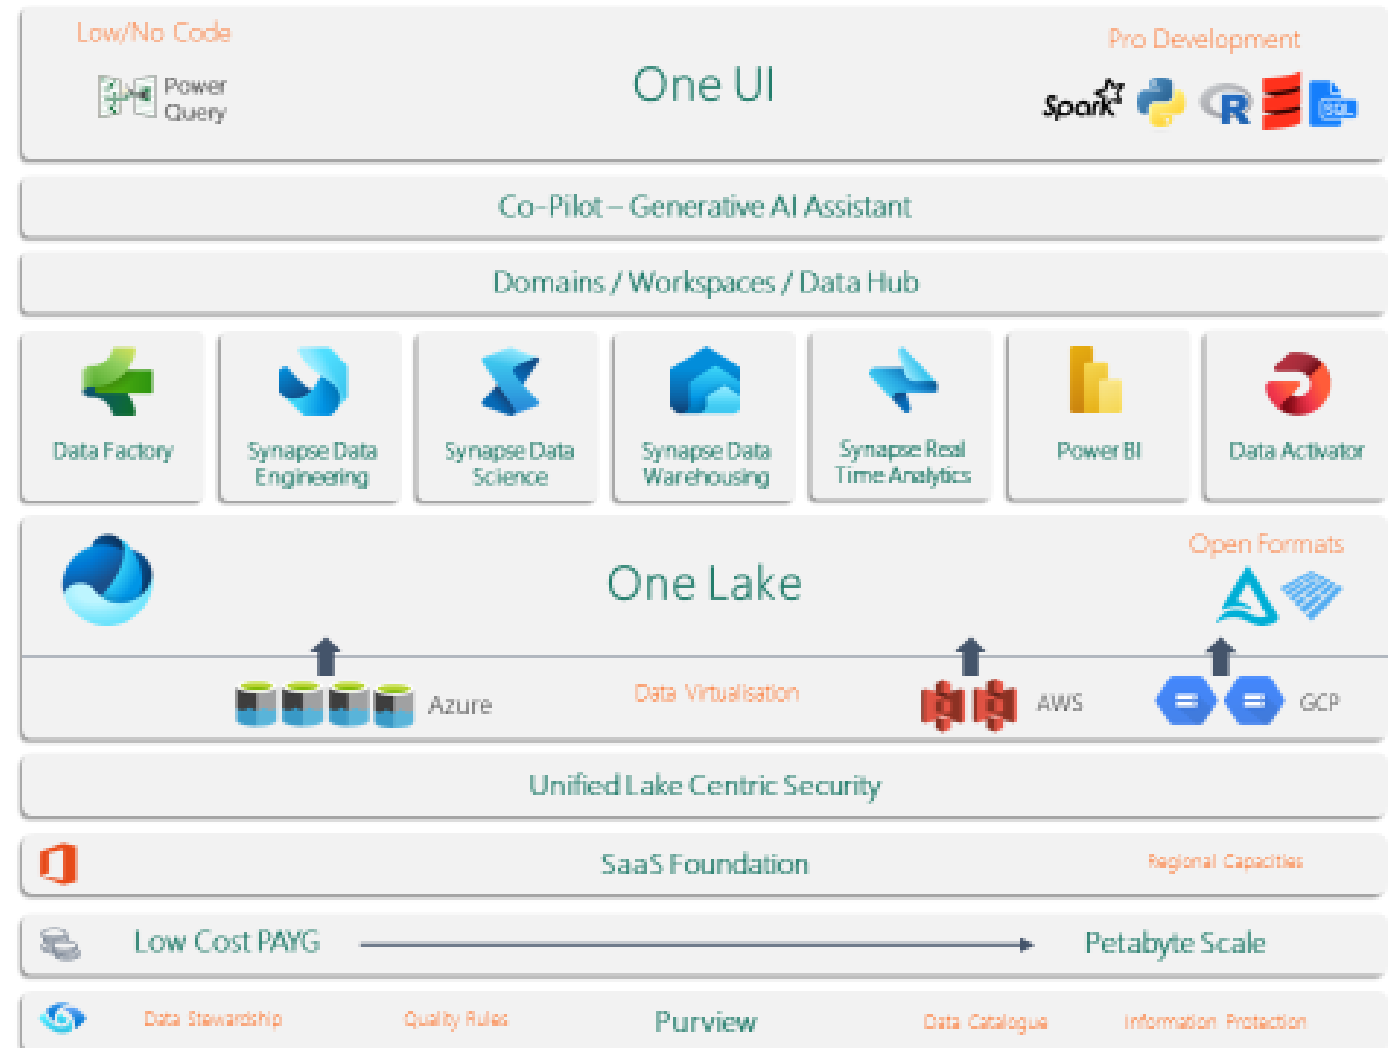 Low/No Code
Pro Development
One UI
Power
Query
Spark
R
SQL
Co-Pilot – Generative AI Assistant
Domains / Workspaces / Data Hub
Data Factory
Synapse Data
Engineering
Synapse Data
Science
Synapse Data
Warehousing
Synapse Real
Time Analytics
Power BI
Data Activator
One Lake
Open Formats
Azure
Data Virtualisation
AWS
GCP
Unified Lake Centric Security
SaaS Foundation
Regional Capacities
Low Cost PAYG
Petabyte Scale
Data Stewardship
Quality Rules
Purview
Data Catalogue
Information Protection